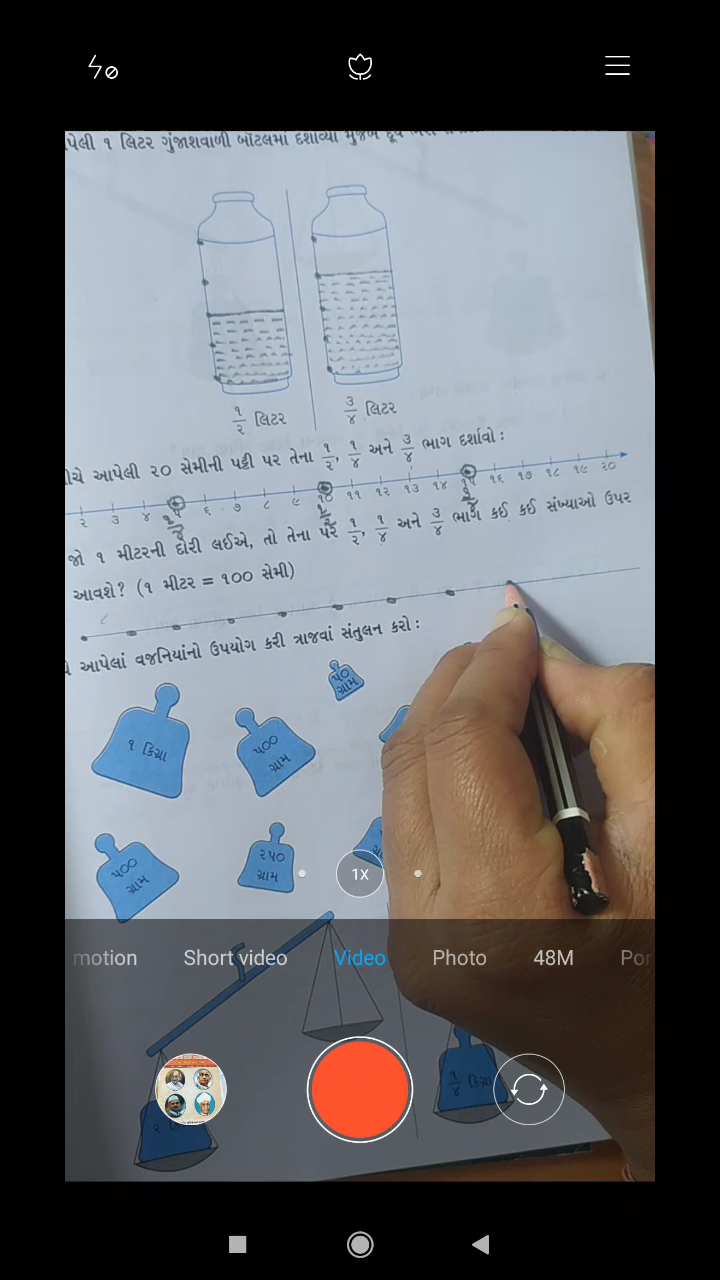 આપેલી ૧ લિટર ગુંજાશવાળી બૉટલમાં દર્શાવ્યા મુજબ દૂધ
૧/૨ લિટર
૩/૪ લિટર
નીચે આપેલી ૨૦ સેમીની પટ્ટી પર તેના ૧/૨, ૧/૪ અને ૩/૪ ભાગ દર્શાવો :
૨ ૩ ૪ ૬ ૭ ૮ ૯ ૧૦ ૧૧ ૧૨ ૧૩ ૧૪ ૧૬ ૧૭ ૧૮ ૧૯ ૨૦
જો ૧ મીટરની દોરી લઈએ, તો તેના પર ૧/૨, ૧/૪ અને ૩/૪ ભાગ કઈ કઈ સંખ્યાઓ ઉપર
આવશે? (૧ મીટર = ૧૦૦ સેમી)
આપેલાં વજનિયાંનો ઉપયોગ કરી ત્રાજવાં સંતુલન કરો :
૫૦ ગ્રામ
૧ કિગ્રા
૫૦૦ ગ્રામ
૫૦૦ ગ્રામ
૨૫૦ ગ્રામ
1X
motion Short video Video Photo 48M Por
૧/૪ કિગ્રા